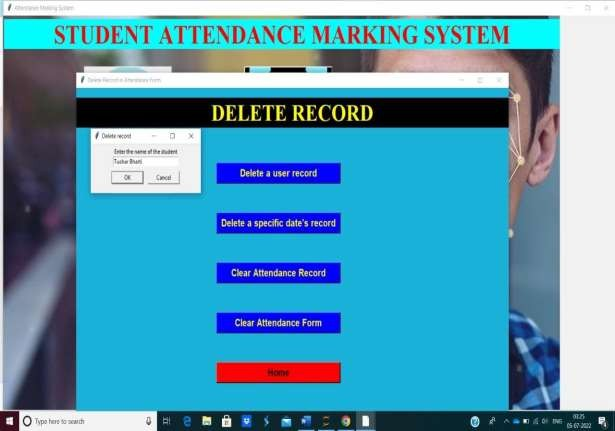 Attendance Marking System
STUDENT ATTENDANCE MARKING SYSTEM
Delete Record in Attendance Form
DELETE RECORD
Delete record
Enter the name of the student
Tushar Bhatti
OK Cancel
Delete a user record
Delete a specific date's record
Clear Attendance Record
Clear Attendance Form
Home
Type here to search
ENG
03:25
05-07-2022